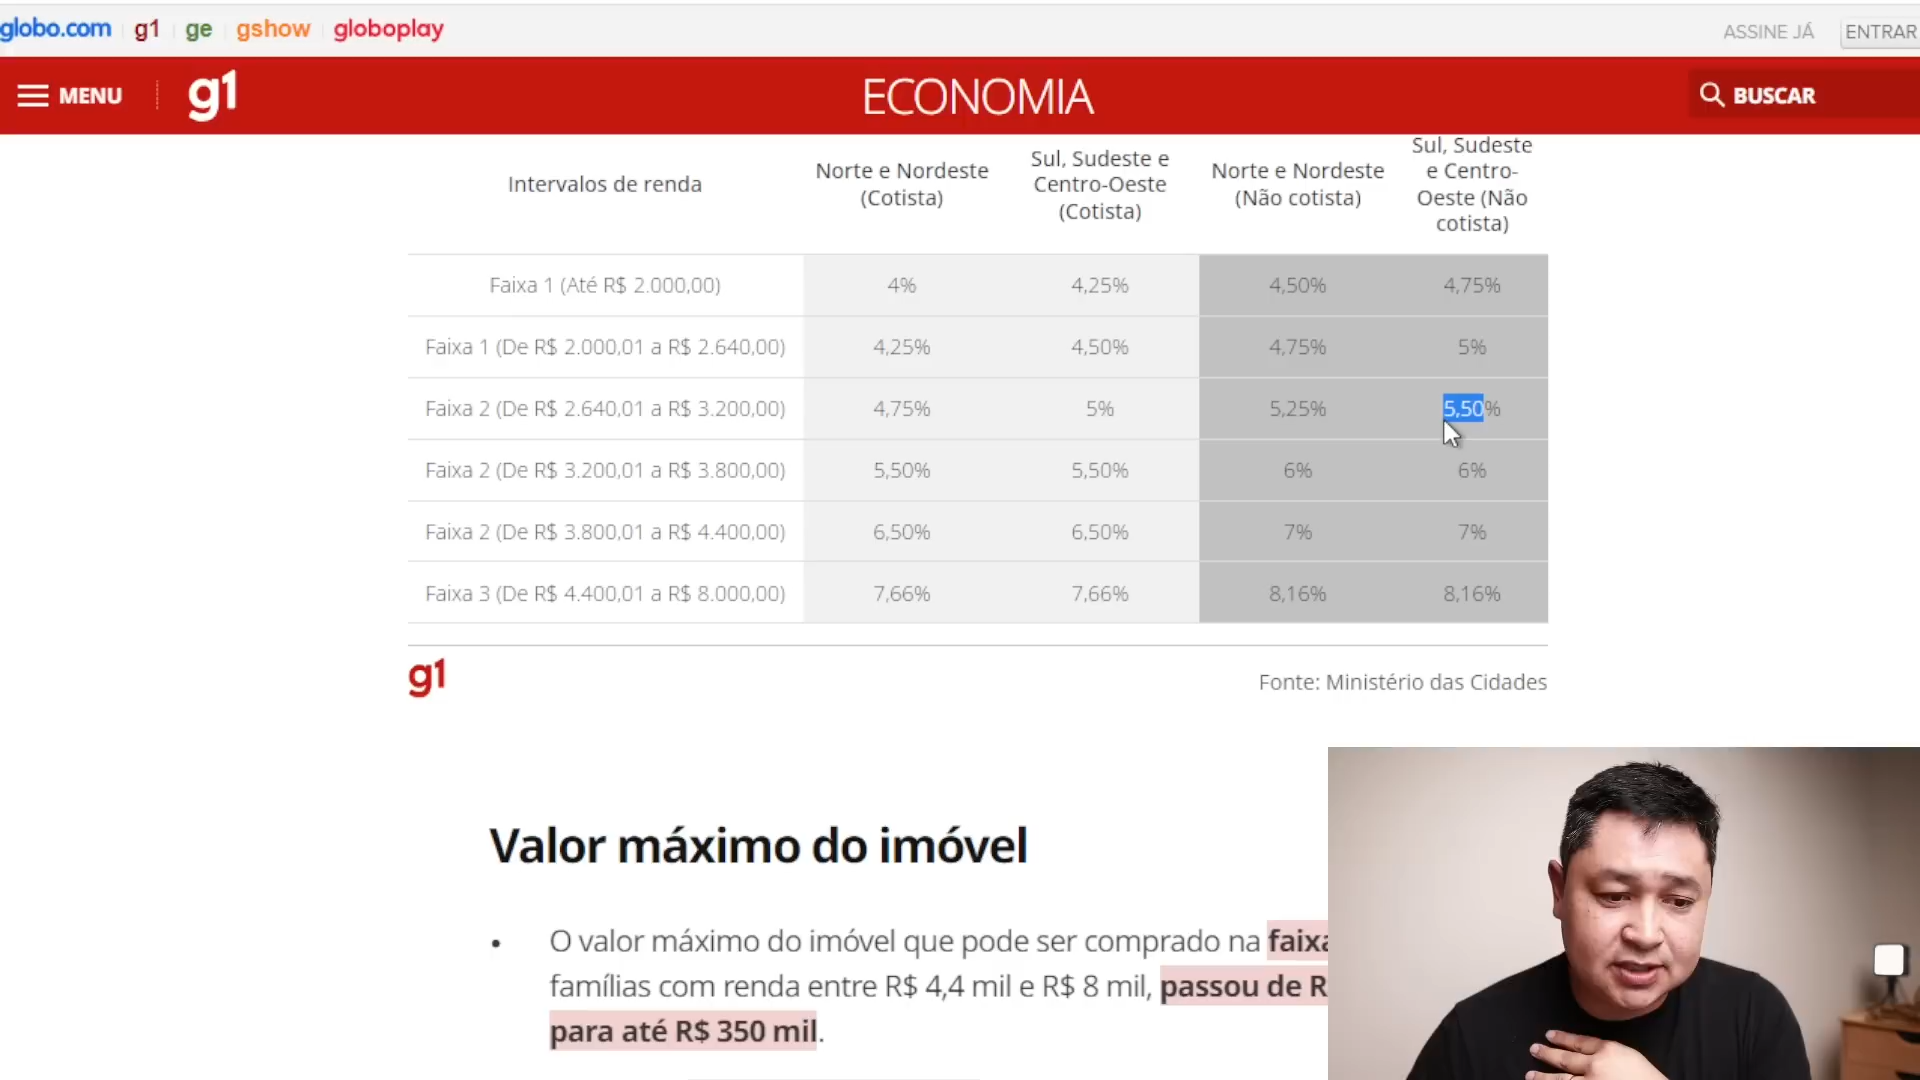 globo.com g1 ge gshow globoplay ASSINE JÁ ENTRAR
MENU g1 ECONOMIA BUSCAR
Intervalos de renda
Norte e Nordeste
(Cotista)
Sul, Sudeste e
Centro-Oeste
(Cotista)
Norte e Nordeste
(Não cotista)
Sul, Sudeste
e Centro-
Oeste (Não
cotista)
Faixa 1 (Até R$ 2.000,00) 4% 4,25% 4,50% 4,75%
Faixa 1 (De R$ 2.000,01 a R$ 2.640,00) 4,25% 4,50% 4,75% 5%
Faixa 2 (De R$ 2.640,01 a R$ 3.200,00) 4,75% 5% 5,25% 5,50%
Faixa 2 (De R$ 3.200,01 a R$ 3.800,00) 5,50% 5,50% 6% 6%
Faixa 2 (De R$ 3.800,01 a R$ 4.400,00) 6,50% 6,50% 7% 7%
Faixa 3 (De R$ 4.400,01 a R$ 8.000,00) 7,66% 7,66% 8,16% 8,16%
g1 Fonte: Ministério das Cidades
Valor máximo do imóvel
• O valor máximo do imóvel que pode ser comprado na faixa
famílias com renda entre R$ 4,4 mil e R$ 8 mil, passou de R
para até R$ 350 mil.